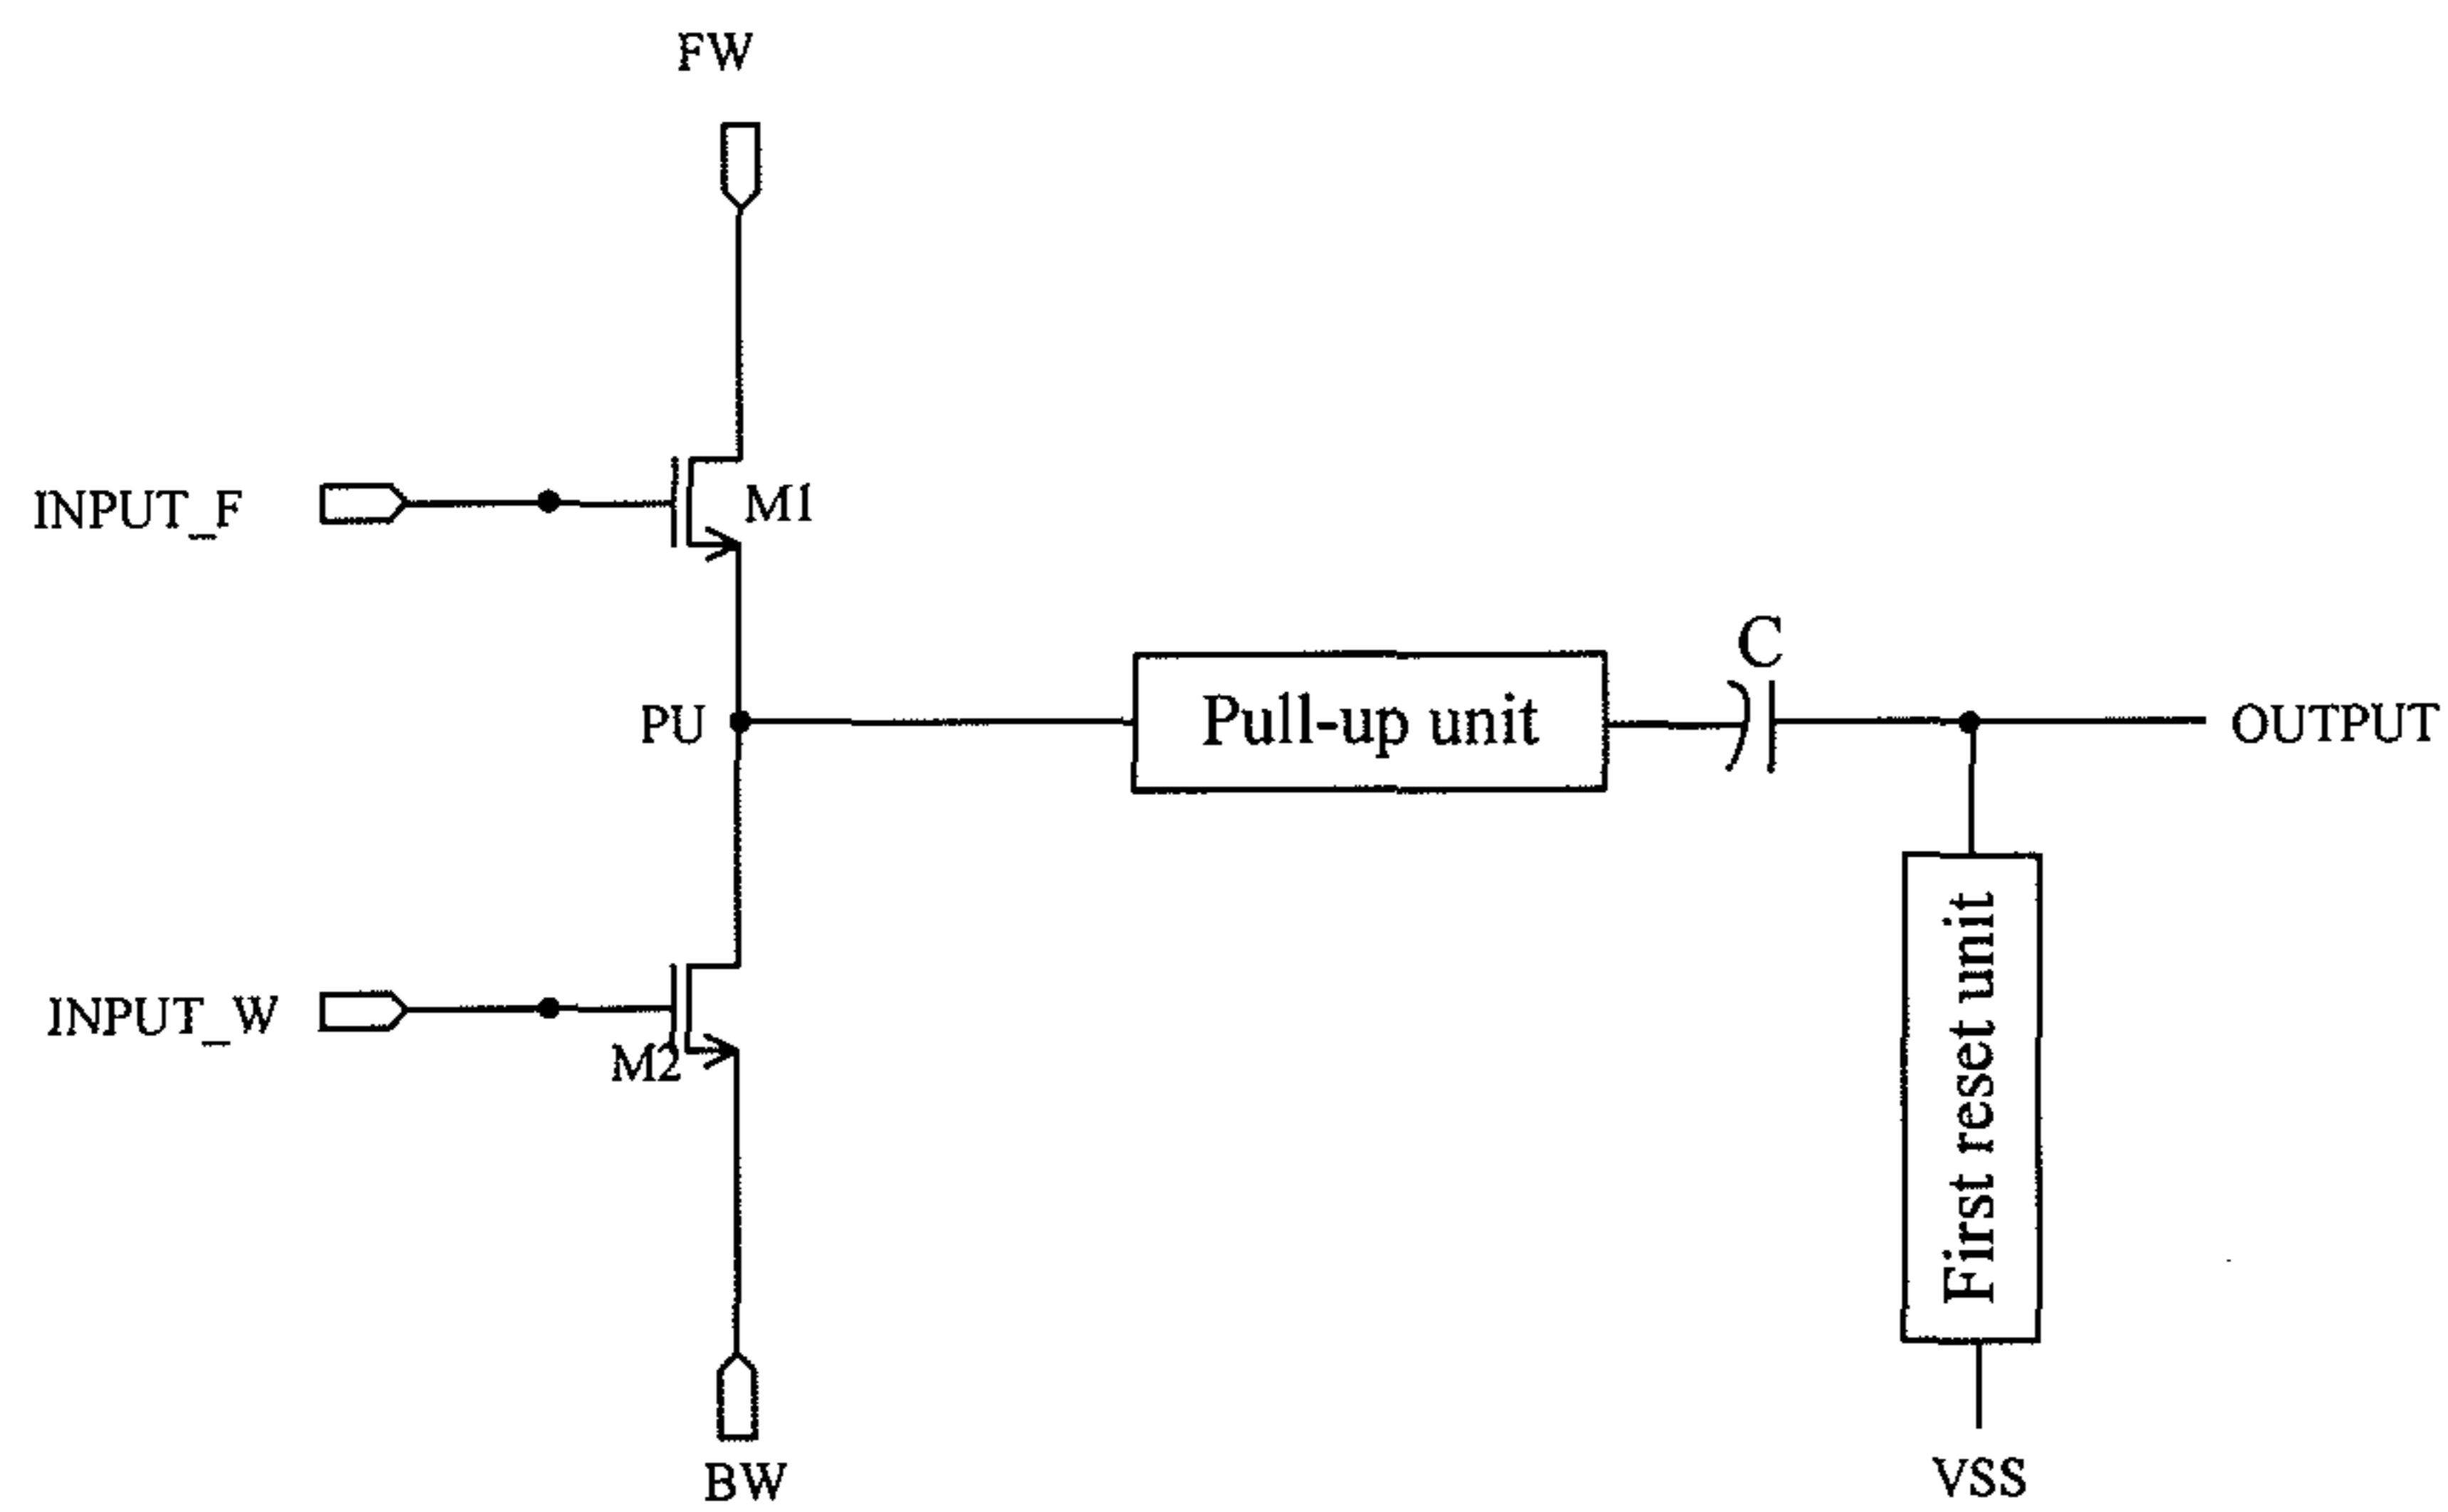 FW
INPUT_F
M1
C
PU
Pull-up unit
OUTPUT
INPUT_W
M2
First reset unit
BW
VSS